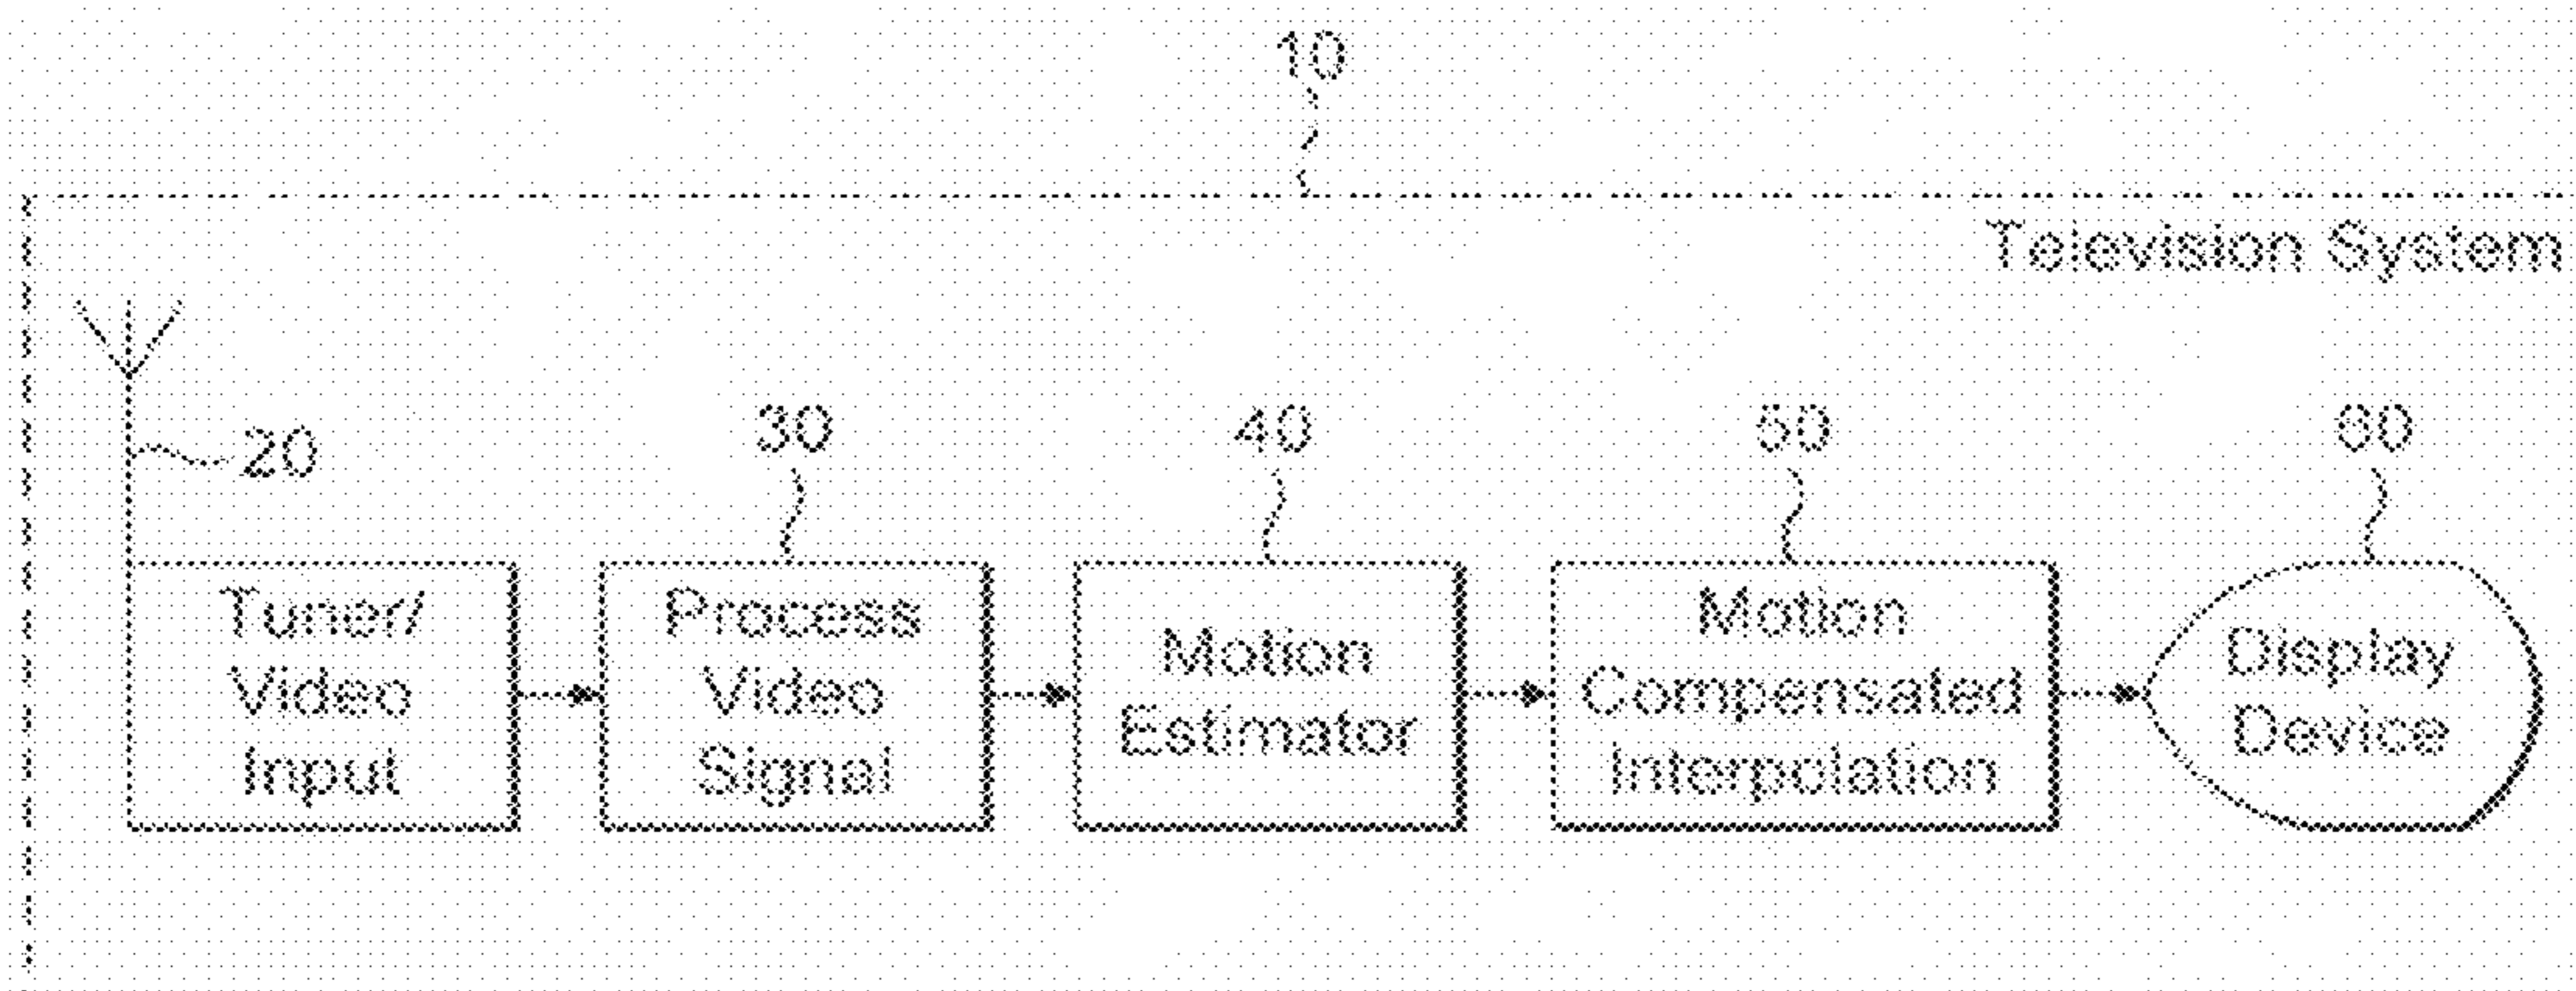 10
Television System
20
30
40
50
60
Tuner/
Video
Input
Process
Video
Signal
Motion
Estimator
Motion
Compensated
Interpolation
Display
Device